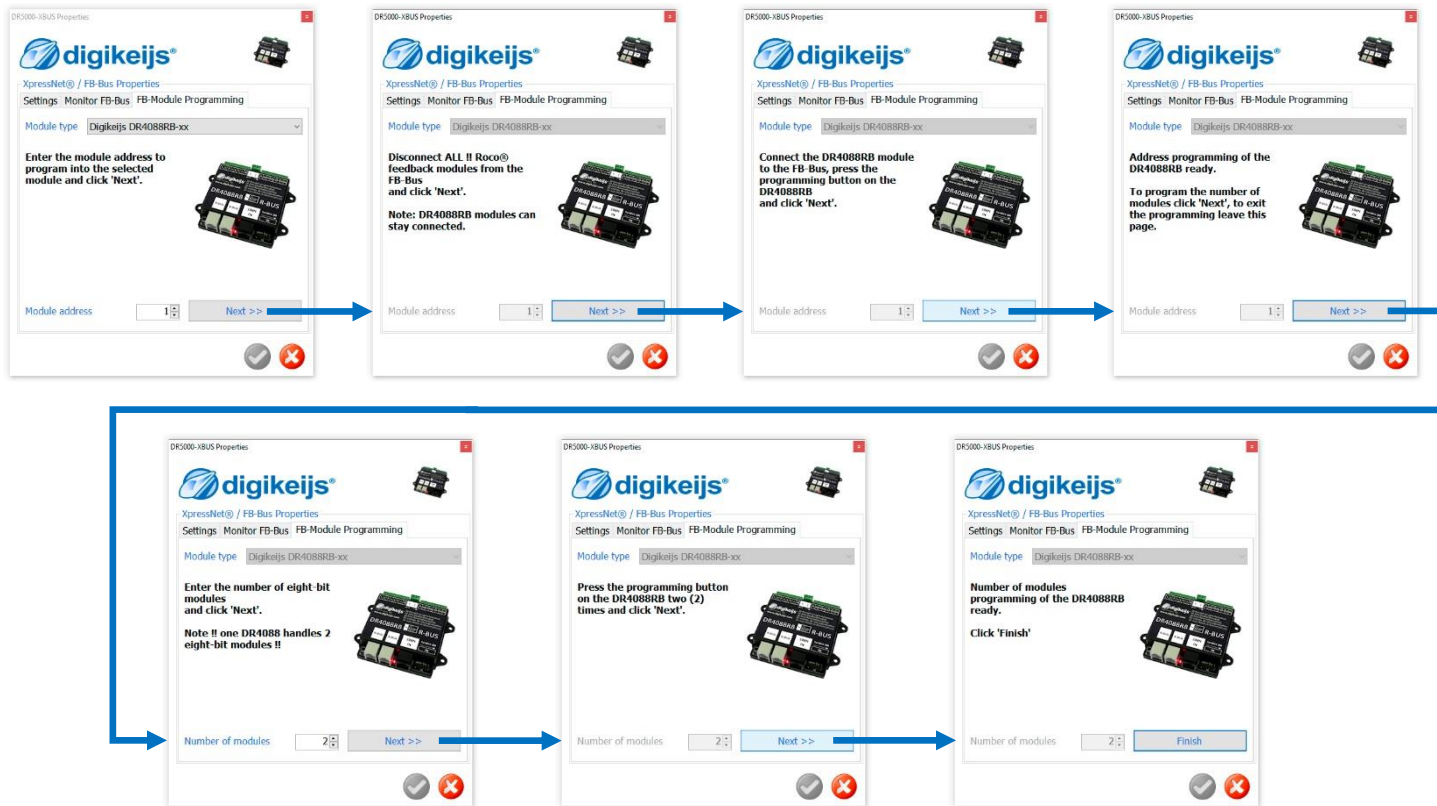 DR5000-XBUS Properties
digikeijs®
XpressNet® / FB-Bus Properties
Settings Monitor FB-Bus FB-Module Programming
Module type Digikeijs DR4088RB-xx
Enter the module address to
program into the selected
module and click 'Next'.
DR4088RB
R-BUS
Module address 1 Next >>
DR5000-XBUS Properties
digikeijs®
XpressNet® / FB-Bus Properties
Settings Monitor FB-Bus FB-Module Programming
Module type Digikeijs DR4088RB-xx
Disconnect ALL !! Roco®
feedback modules from the
FB-Bus
and click 'Next'.
Note: DR4088RB modules can
stay connected.
DR4088RB
R-BUS
Module address 1 Next >>
DR5000-XBUS Properties
digikeijs®
XpressNet® / FB-Bus Properties
Settings Monitor FB-Bus FB-Module Programming
Module type Digikeijs DR4088RB-xx
Connect the DR4088RB module
to the FB-Bus, press the
programming button on the
DR4088RB
and click 'Next'.
DR4088RB
R-BUS
Module address 1 Next >>
DR5000-XBUS Properties
digikeijs®
XpressNet® / FB-Bus Properties
Settings Monitor FB-Bus FB-Module Programming
Module type Digikeijs DR4088RB-xx
Address programming of the
DR4088RB ready.
To program the number of
modules click 'Next', to exit
the programming leave this
page.
DR4088RB
R-BUS
Module address 1 Next >>
DR5000-XBUS Properties
digikeijs®
XpressNet® / FB-Bus Properties
Settings Monitor FB-Bus FB-Module Programming
Module type Digikeijs DR4088RB-xx
Enter the number of eight-bit
modules
and click 'Next'.
Note !! one DR4088 handles 2
eight-bit modules !!
DR4088RB
R-BUS
Number of modules 2 Next >>
DR5000-XBUS Properties
digikeijs®
XpressNet® / FB-Bus Properties
Settings Monitor FB-Bus FB-Module Programming
Module type Digikeijs DR4088RB-xx
Press the programming button
on the DR4088RB two (2)
times and click 'Next'.
DR4088RB
R-BUS
Number of modules 2 Next >>
DR5000-XBUS Properties
digikeijs®
XpressNet® / FB-Bus Properties
Settings Monitor FB-Bus FB-Module Programming
Module type Digikeijs DR4088RB-xx
Number of modules
programming of the DR4088RB
ready.
Click 'Finish'
DR4088RB
R-BUS
Number of modules 2 Finish